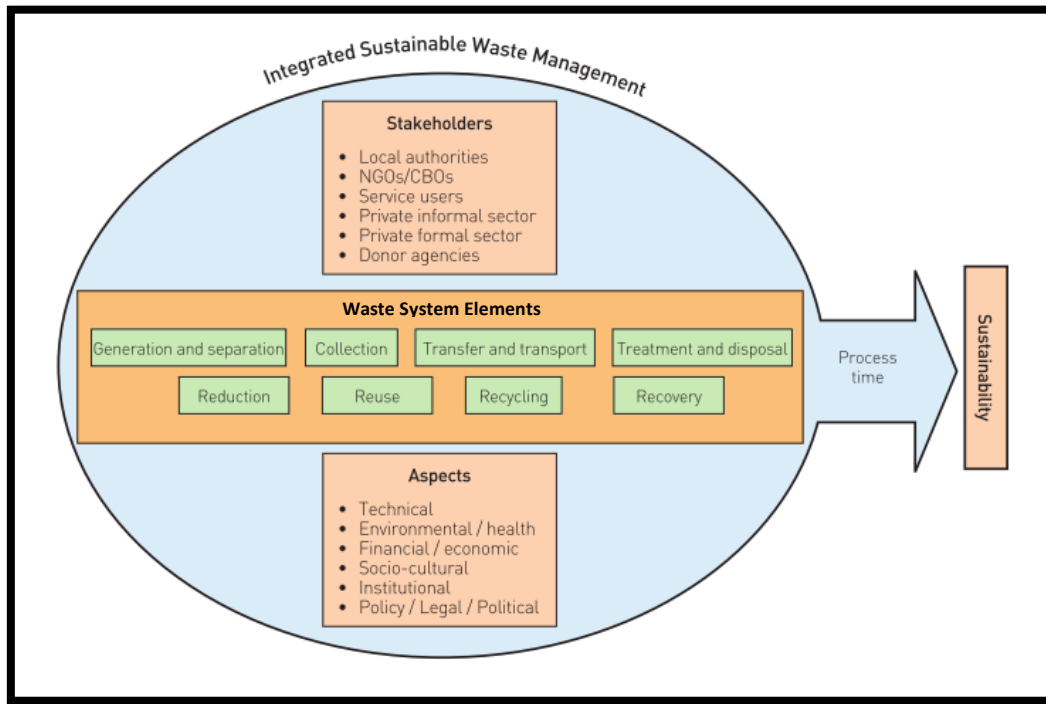 Integrated Sustainable Waste Management
Stakeholders
• Local authorities
• NGOs/CBOs
• Service users
• Private informal sector
• Private formal sector
• Donor agencies
Waste System Elements
Generation and separation
Collection
Transfer and transport
Treatment and disposal
Reduction
Reuse
Recycling
Recovery
Aspects
• Technical
• Environmental / health
• Financial / economic
• Socio-cultural
• Institutional
• Policy / Legal / Political
Process
time
Sustainability